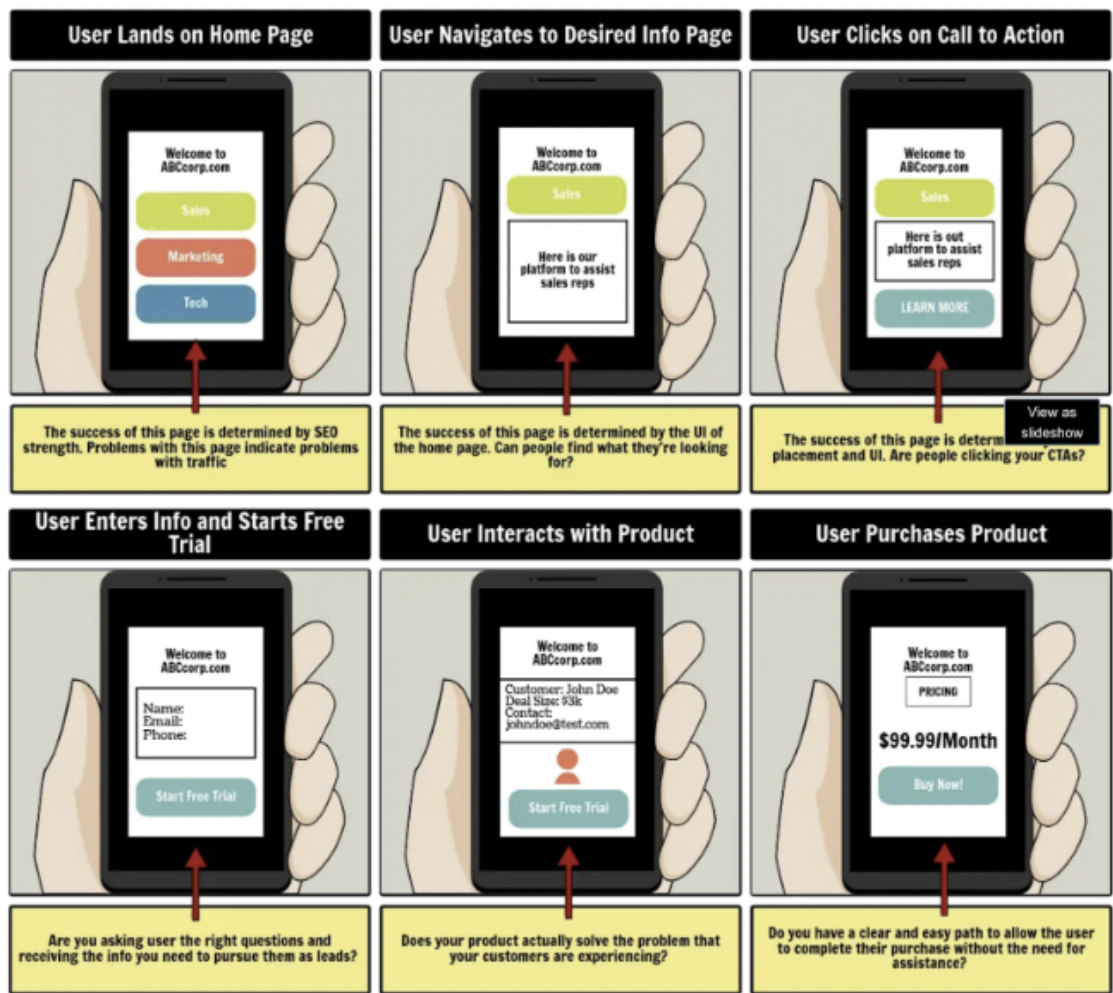 User Lands on Home Page
Welcome to
ABCcorp.com
Sales
Marketing
Tech
The success of this page is determined by SEO
strength. Problems with this page indicate problems
with traffic
User Navigates to Desired Info Page
Welcome to
ABCcorp.com
Sales
Here is our
platform to assist
sales reps
The success of this page is determined by the UI of
the home page. Can people find what they're looking
for?
User Clicks on Call to Action
Welcome to
ABCcorp.com
Sales
Here is out
platform to assist
sales reps
LEARN MORE
View as
slideshow
The success of this page is
placement and UI. Are people clicking your CTAs?
User Enters Info and Starts Free
Trial
Welcome to
ABCcorp.com
Name:
Email:
Phone:
Start Free Trial
Are you asking user the right questions and
receiving the info you need to pursue them as leads?
User Interacts with Product
Welcome to
ABCcorp.com
Customer: John Doe
Deal Size: $3k
Contact:
johndoe@test.com
Start Free Trial
Does your product actually solve the problem that
your customers are experiencing?
User Purchases Product
Welcome to
ABCcorp.com
PRICING
$99.99/Month
Buy Now!
Do you have a clear and easy path to allow the user
to complete their purchase without the need for
assistance?